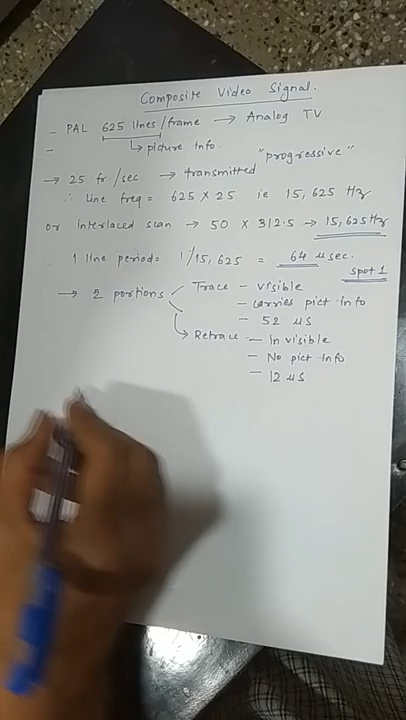 Composite Video Signal.
- PAL 625 lines/frame → Analog TV
- ↳ picture Info.
"progressive"
→ 25 fr./sec → transmitted
∴ Line freq = 625 X 25 ie 15,625 Hz
or Interlaced scan → 50 X 312.5 → 15,625 Hz
∴ 1 line period = 1/15,625 = 64 μsec.
spot 1
→ 2 portions Trace - visible
- carries pict info
- 52 μs
→ Retrace - In visible
- No pict Info
- 12 μs